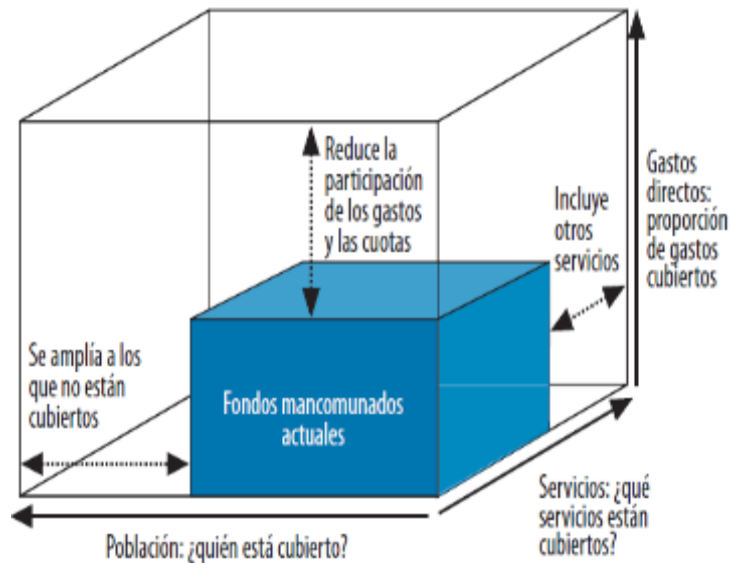 Reduce la
participación
de los gastos
y las cuotas
Incluye
otros
servicios
Gastos
directos:
proporción
de gastos
cubiertos
Se amplía a los
que no están
cubiertos
Fondos mancomunados
actuales
Servicios: ¿qué
servicios están
cubiertos?
Población: ¿quién está cubierto?